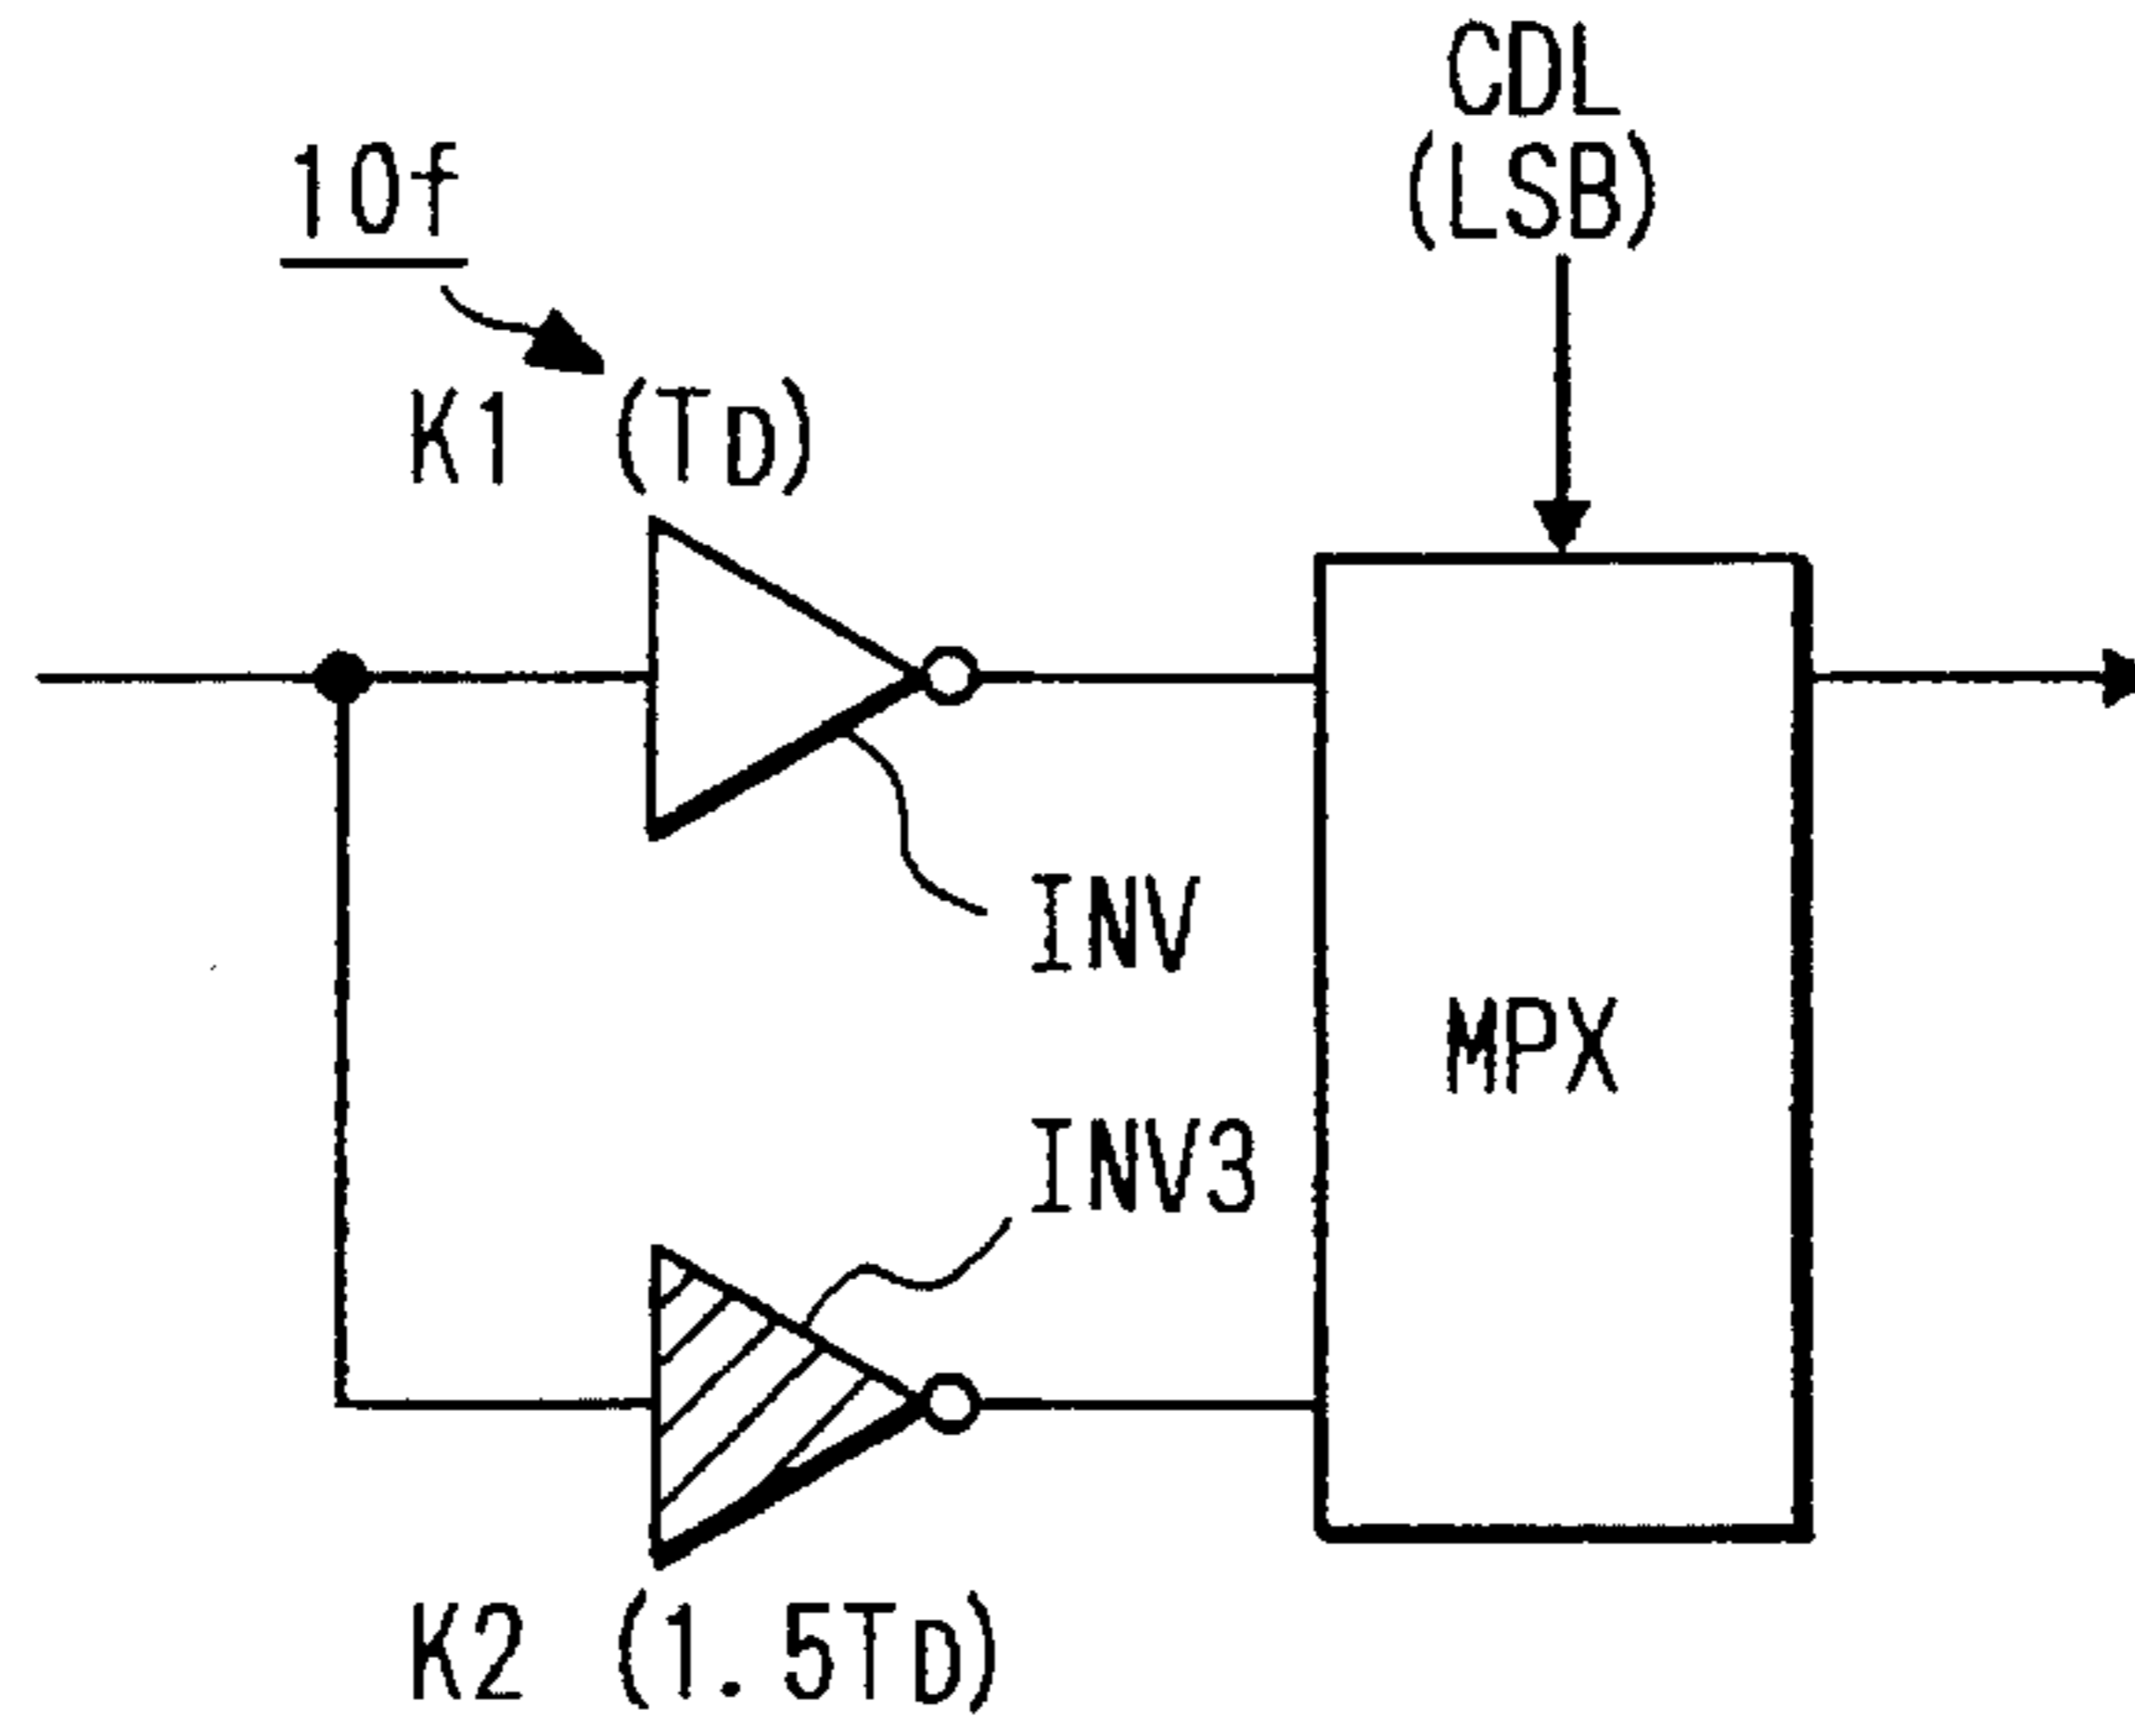 CDL
(LSB)
10f
K1 (TD)
INV
MPX
INV3
K2 (1.5TD)